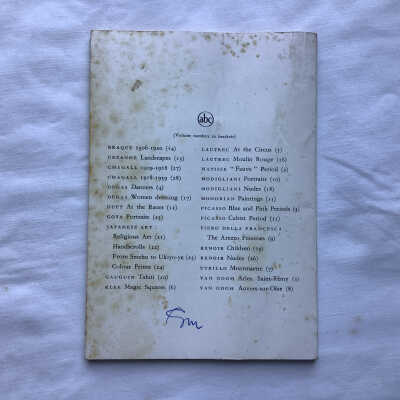 abc
(Volume numbers in brackets)
BRAQUE 1906-1920 (14)
CEZANNE Landscapes (15)
CHAGALL 1909-1918 (27)
CHAGALL 1918-1939 (28)
DEGAS Dancers (4)
DEGAS Women dressing (17)
DUFY At the Races (12)
GOYA Portraits (25)
JAPANESE ART
Religious Art (21)
Handscrolls (22)
From Sesshu to Ukiyo-ye (23)
Colour Prints (24)
GAUGUIN Tahiti (20)
KLEE Magic Squares (6)
LAUTREC At the Circus (5)
LAUTREC Moulin Rouge (18)
MATISSE "Fauve" Period (2)
MODIGLIANI Portraits (10)
MODIGLIANI Nudes (18)
MONDRIAN Paintings (11)
PICASSO Blue and Pink Periods (3)
PICASSO Cubist Period (11)
PIERO DELLA FRANCESCA
The Arezzo Frescoes (9)
RENOIR Children (19)
RENOIR Nudes (26)
UTRILLO Montmartre (7)
VAN GOGH Arles, Saint-Rémy (1)
VAN GOGH Auvers-sur-Oise (8)